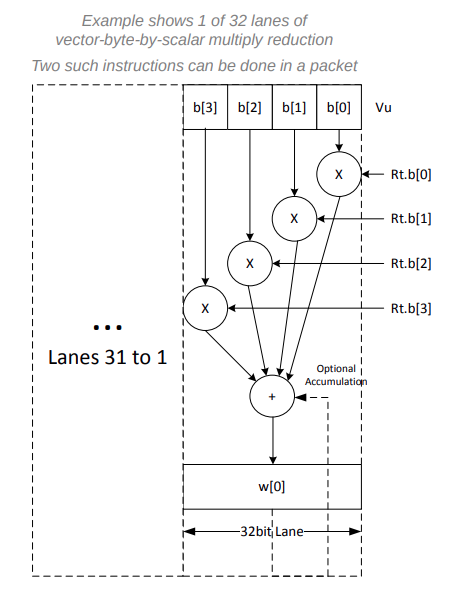 Example shows 1 of 32 lanes of
vector-byte-by-scalar multiply reduction
Two such instructions can be done in a packet
b[3] b[2] b[1] b[0] Vu
X Rt.b[0]
X Rt.b[1]
X Rt.b[2]
X Rt.b[3]
...
Lanes 31 to 1
Optional
Accumulation
+
w[0]
32bit Lane